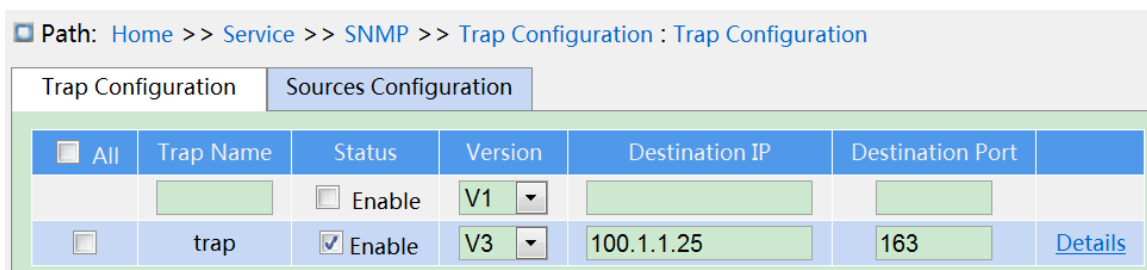 Path: Home >> Service >> SNMP >> Trap Configuration : Trap Configuration
Trap Configuration Sources Configuration
All Trap Name Status Version Destination IP Destination Port
Enable V1
trap Enable V3 100.1.1.25 163 Details